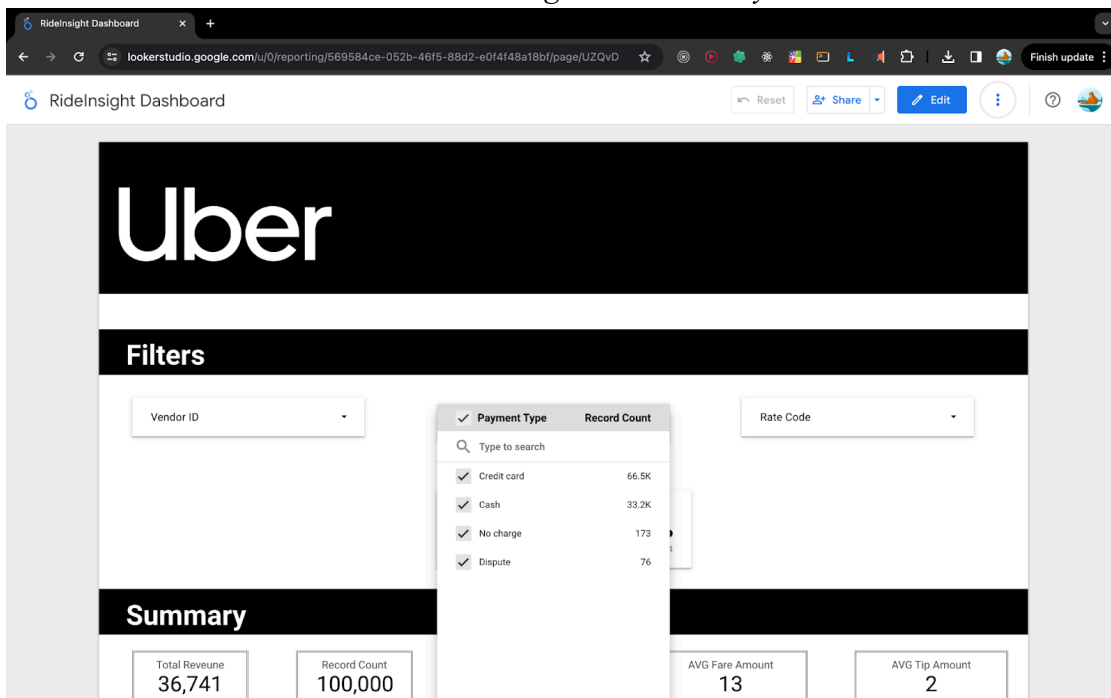 RideInsight Dashboard
lookerstudio.google.com/u/0/reporting/569584ce-052b-46f5-88d2-e0f4f48a18bf/page/UZQvD
Finish update
RideInsight Dashboard
Reset
Share
Edit
Uber
Filters
Vendor ID
Payment Type Record Count
Rate Code
Type to search
Credit card 66.5K
Cash 33.2K
No charge 173
Dispute 76
Summary
Total Reveune
36,741
Record Count
100,000
AVG Fare Amount
13
AVG Tip Amount
2